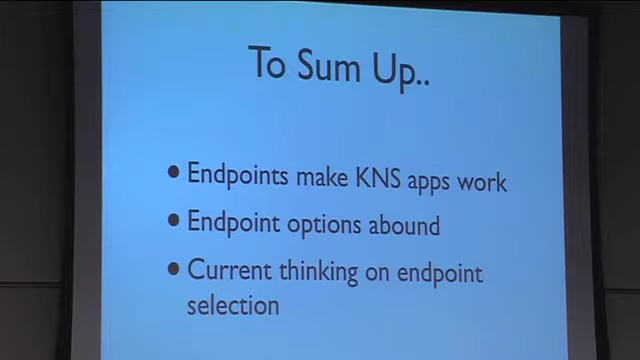 To Sum Up..
• Endpoints make KNS apps work
• Endpoint options abound
• Current thinking on endpoint
selection